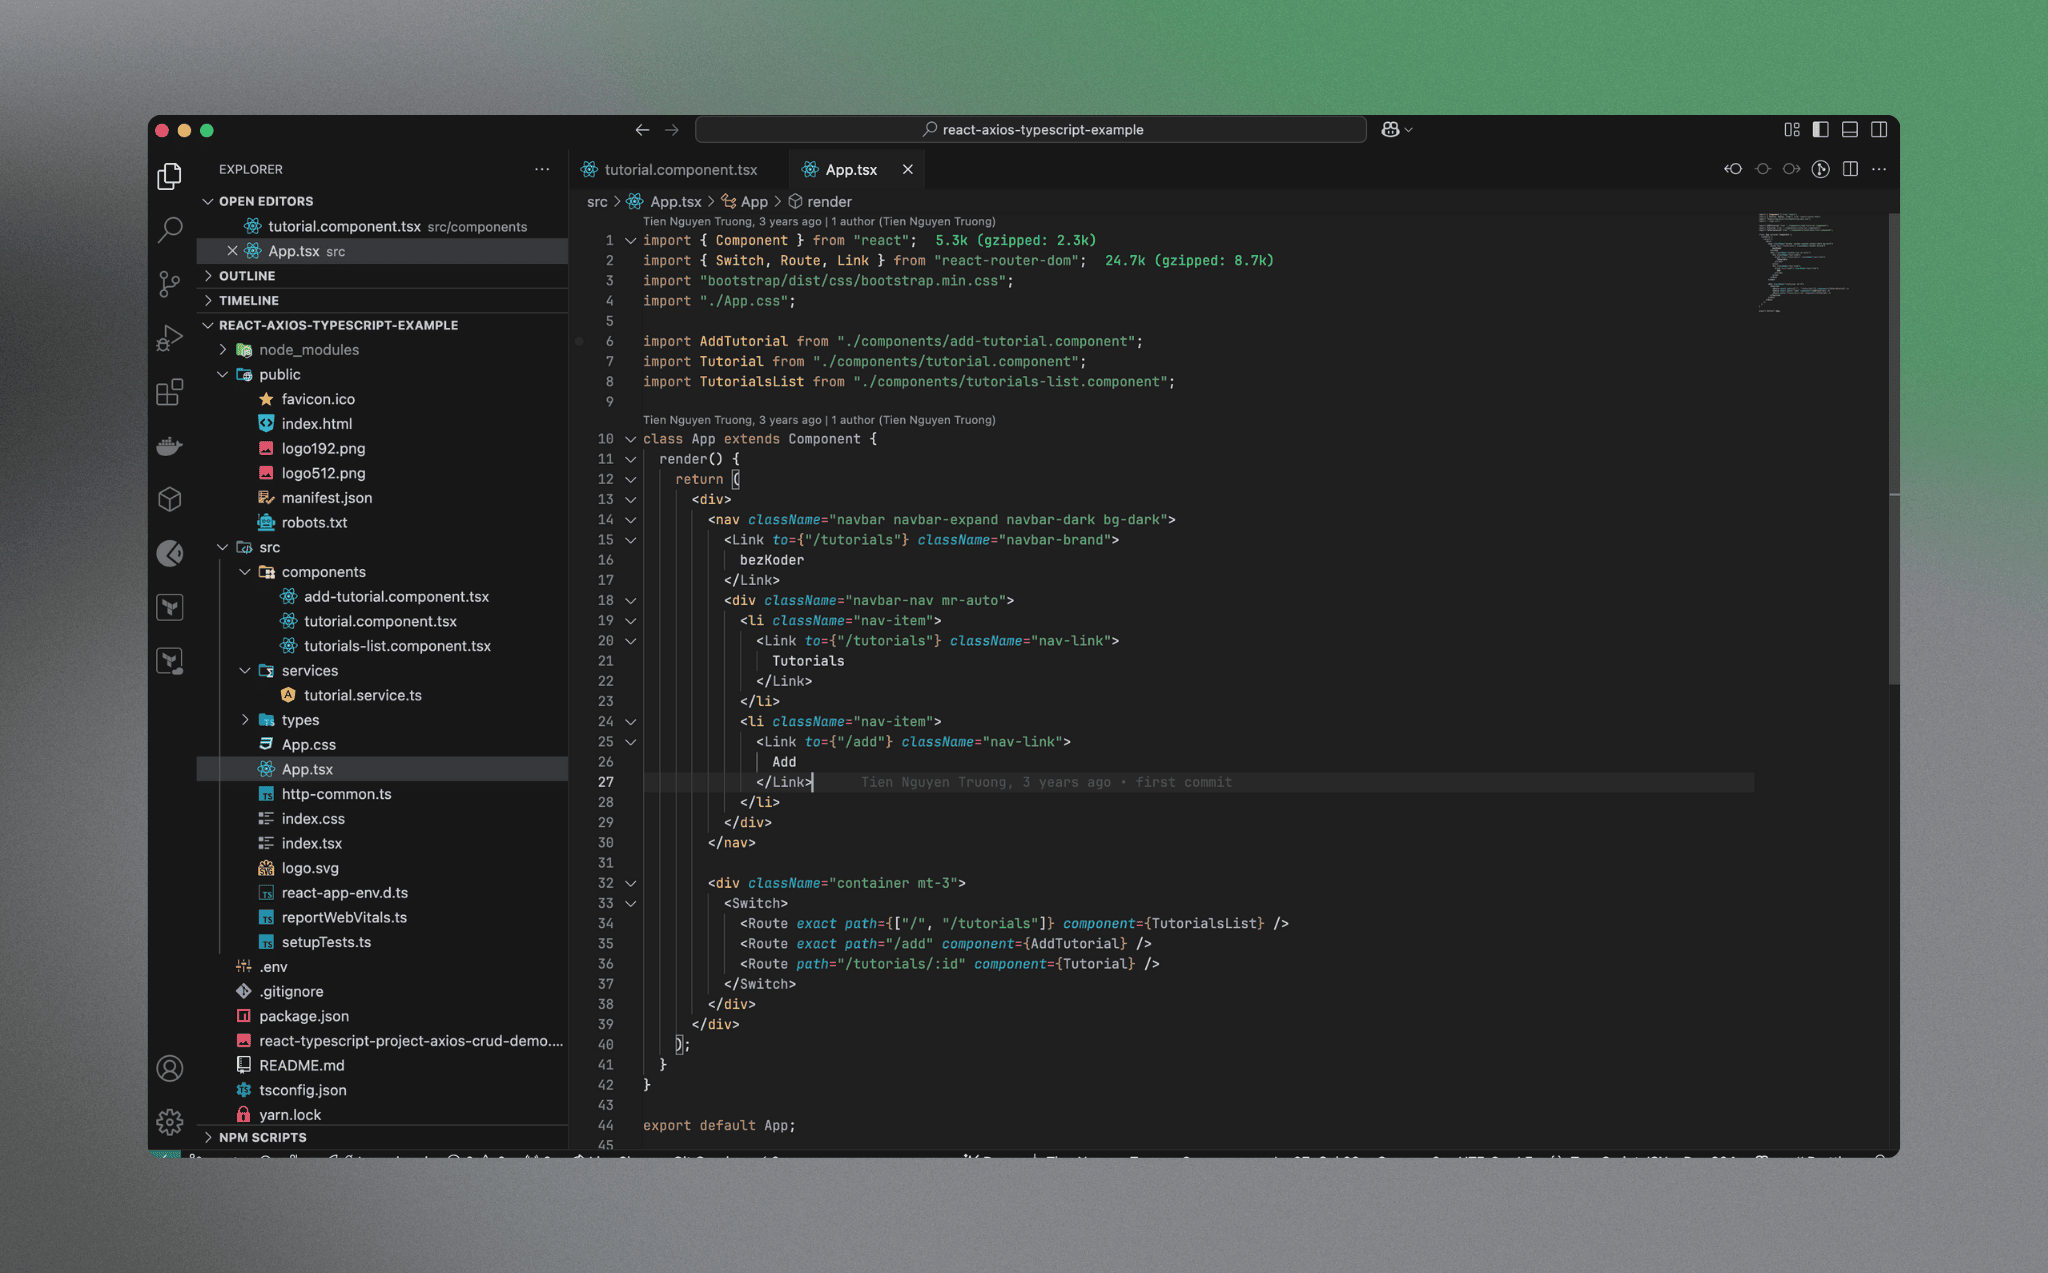 react-axios-typescript-example
EXPLORER
OPEN EDITORS
tutorial.component.tsx src/components
App.tsx src
OUTLINE
TIMELINE
REACT-AXIOS-TYPESCRIPT-EXAMPLE
node_modules
public
favicon.ico
index.html
logo192.png
logo512.png
manifest.json
robots.txt
src
components
add-tutorial.component.tsx
tutorial.component.tsx
tutorials-list.component.tsx
services
tutorial.service.ts
types
App.css
App.tsx
http-common.ts
index.css
index.tsx
logo.svg
react-app-env.d.ts
reportWebVitals.ts
setupTests.ts
.env
.gitignore
package.json
react-typescript-project-axios-crud-demo....
README.md
tsconfig.json
yarn.lock
NPM SCRIPTS
tutorial.component.tsx App.tsx
src > App.tsx > App > render
Tien Nguyen Truong, 3 years ago | 1 author (Tien Nguyen Truong)
1 import { Component } from "react"; 5.3k (gzipped: 2.3k)
2 import { Switch, Route, Link } from "react-router-dom"; 24.7k (gzipped: 8.7k)
3 import "bootstrap/dist/css/bootstrap.min.css";
4 import "./App.css";
5
6 import AddTutorial from "./components/add-tutorial.component";
7 import Tutorial from "./components/tutorial.component";
8 import TutorialsList from "./components/tutorials-list.component";
9
Tien Nguyen Truong, 3 years ago | 1 author (Tien Nguyen Truong)
10 class App extends Component {
11 render() {
12 return (
13 <div>
14 <nav className="navbar navbar-expand navbar-dark bg-dark">
15 <Link to={"/tutorials"} className="navbar-brand">
16 bezKoder
17 </Link>
18 <div className="navbar-nav mr-auto">
19 <li className="nav-item">
20 <Link to={"/tutorials"} className="nav-link">
21 Tutorials
22 </Link>
23 </li>
24 <li className="nav-item">
25 <Link to={"/add"} className="nav-link">
26 Add
27 </Link> Tien Nguyen Truong, 3 years ago • first commit
28 </li>
29 </div>
30 </nav>
31
32 <div className="container mt-3">
33 <Switch>
34 <Route exact path={["/", "/tutorials"]} component={TutorialsList} />
35 <Route exact path="/add" component={AddTutorial} />
36 <Route path="/tutorials/:id" component={Tutorial} />
37 </Switch>
38 </div>
39 </div>
40 );
41 }
42 }
43
44 export default App;
45